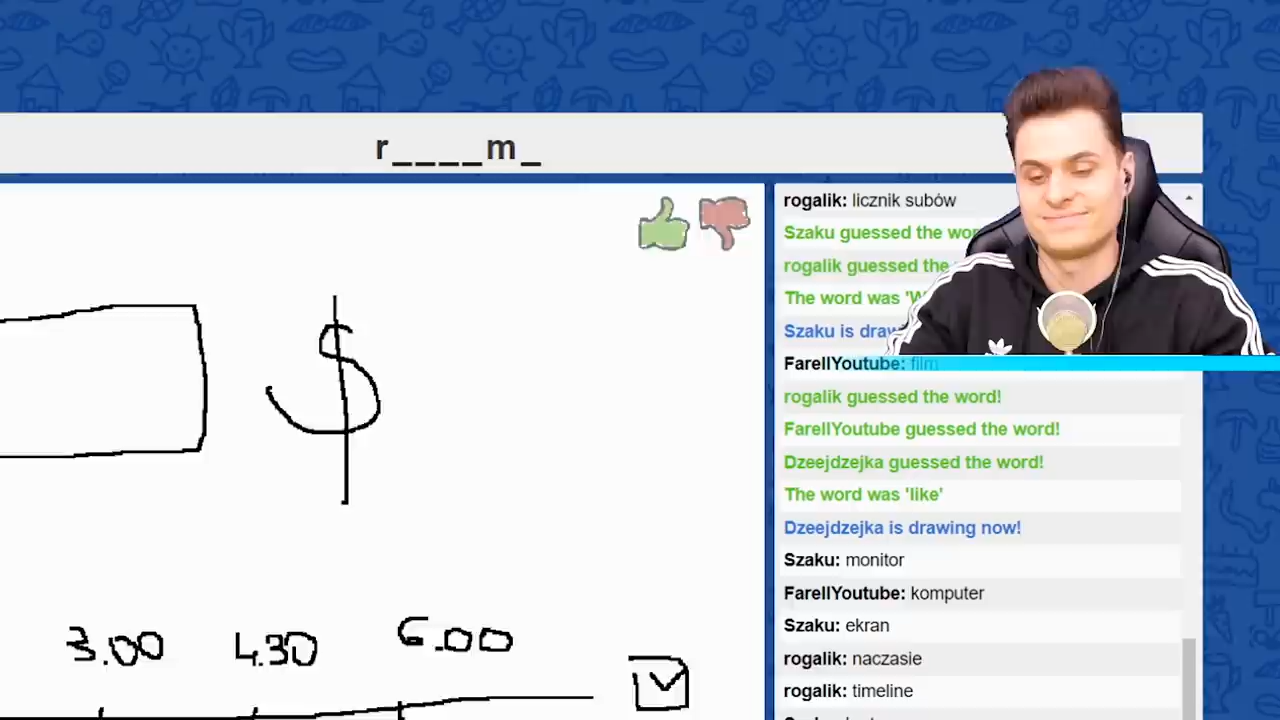 r____m_
rogalik: licznik subów
Szaku guessed the
rogalik guessed the
The word was
Szaku is
FarellYoutube: film
rogalik guessed the word!
FarellYoutube guessed the word!
Dzeejdzejka guessed the word!
The word was 'like'
Dzeejdzejka is drawing now!
Szaku: monitor
FarellYoutube: komputer
Szaku: ekran
rogalik: naczasie
rogalik: timeline
$
3.00 4.30 6.00